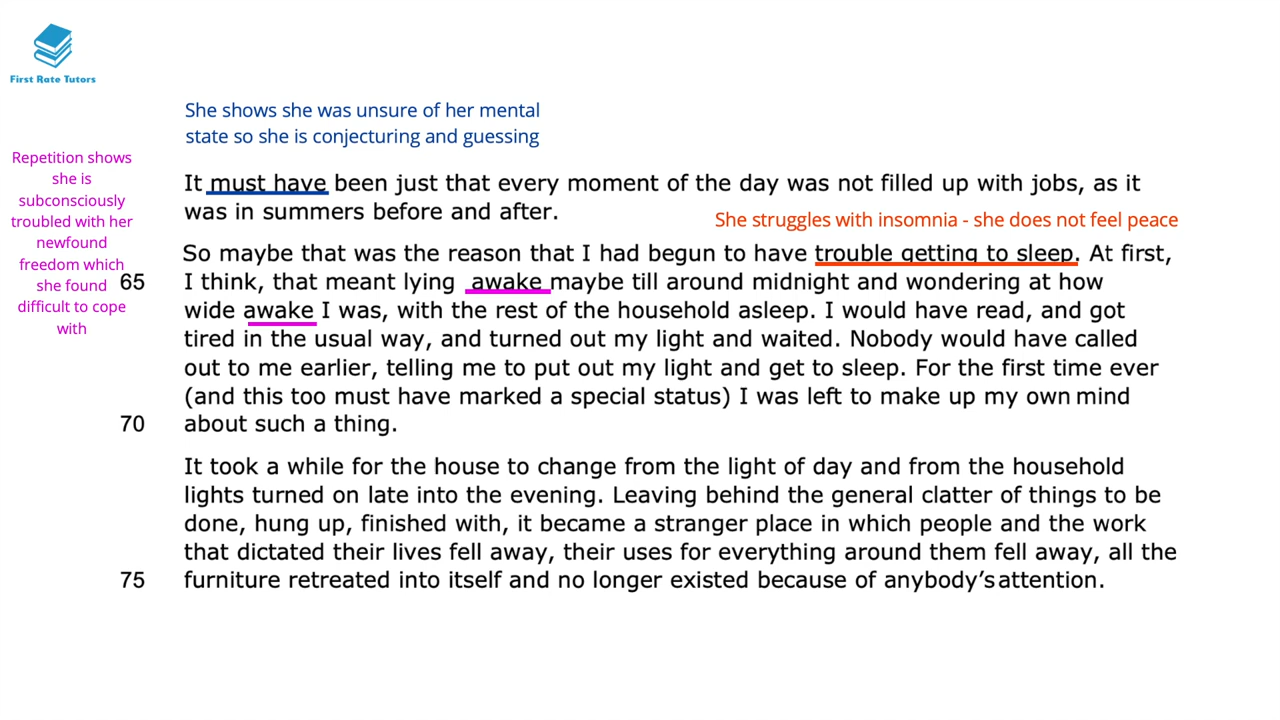 First Rate Tutors
She shows she was unsure of her mental
state so she is conjecturing and guessing
Repetition shows
she is
subconsciously
troubled with her
newfound
freedom which
she found
difficult to cope
with
It must have been just that every moment of the day was not filled up with jobs, as it
was in summers before and after.
She struggles with insomnia - she does not feel peace
So maybe that was the reason that I had begun to have trouble getting to sleep. At first,
65 I think, that meant lying awake maybe till around midnight and wondering at how
wide awake I was, with the rest of the household asleep. I would have read, and got
tired in the usual way, and turned out my light and waited. Nobody would have called
out to me earlier, telling me to put out my light and get to sleep. For the first time ever
(and this too must have marked a special status) I was left to make up my own mind
70 about such a thing.
It took a while for the house to change from the light of day and from the household
lights turned on late into the evening. Leaving behind the general clatter of things to be
done, hung up, finished with, it became a stranger place in which people and the work
that dictated their lives fell away, their uses for everything around them fell away, all the
75 furniture retreated into itself and no longer existed because of anybody's attention.